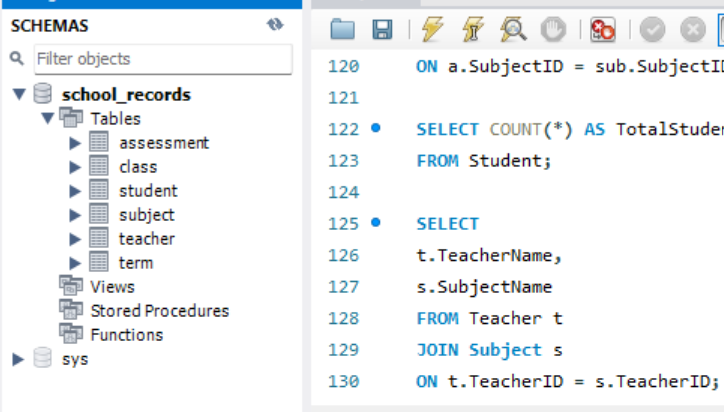 SCHEMAS
Filter objects
school_records
Tables
assessment
class
student
subject
teacher
term
Views
Stored Procedures
Functions
sys
120 ON a.SubjectID = sub.SubjectID
121
122 SELECT COUNT(*) AS TotalStuden
123 FROM Student;
124
125 SELECT
126 t.TeacherName,
127 s.SubjectName
128 FROM Teacher t
129 JOIN Subject s
130 ON t.TeacherID = s.TeacherID;